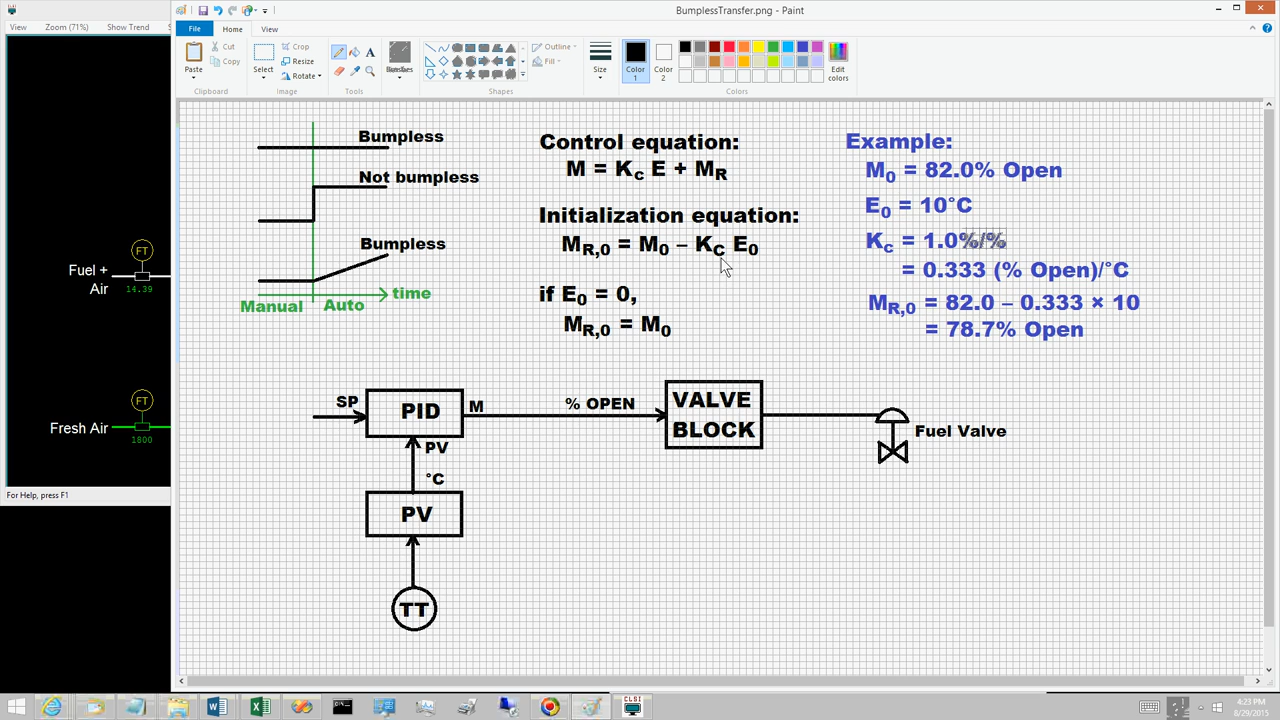 BumplessTransfer.png - Paint
View Zoom (71%) Show Trend
File Home View
Paste
Cut
Copy
Clipboard
Select
Crop
Resize
Rotate
Image
Tools
Brushes
Outline
Fill
Shapes
Size
Color 1
Color 2
Edit colors
Colors
FT
Fuel + Air
14.39
FT
Fresh Air
1800
For Help, press F1
Bumpless
Not bumpless
Bumpless
time
Manual Auto
Control equation:
M = Kc E + MR
Initialization equation:
MR,0 = M0 – KC E0
if E0 = 0,
MR,0 = M0
Example:
M0 = 82.0% Open
E0 = 10°C
Kc = 1.0%/%
= 0.333 (% Open)/°C
MR,0 = 82.0 – 0.333 × 10
= 78.7% Open
SP
PID
M
% OPEN
VALVE BLOCK
Fuel Valve
PV
°C
PV
TT
CLSI
4:23 PM
8/29/2015